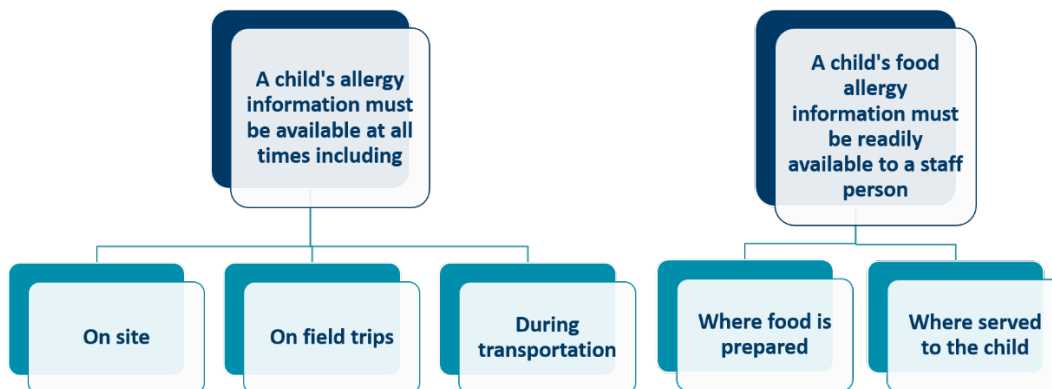 A child's allergy
information must
be available at all
times including
On site
On field trips
During
transportation
A child's food
allergy
information must
be readily
available to a staff
person
Where food is
prepared
Where served
to the child